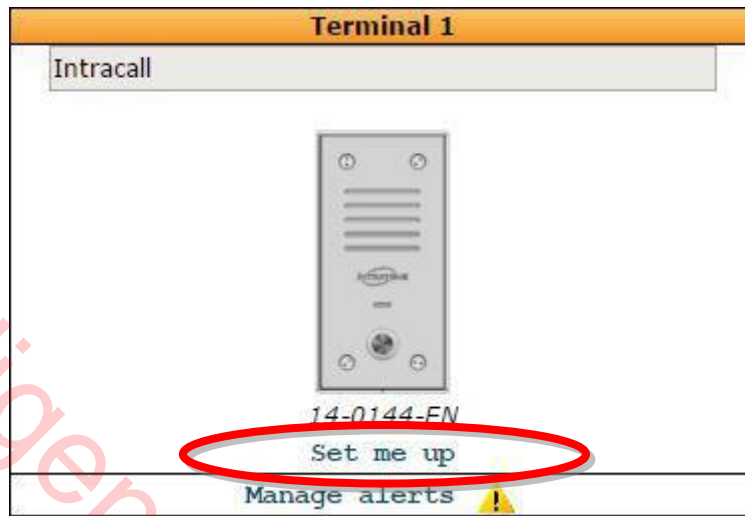 Terminal 1
Intracall
14-0144-EN
Set me up
Manage alerts